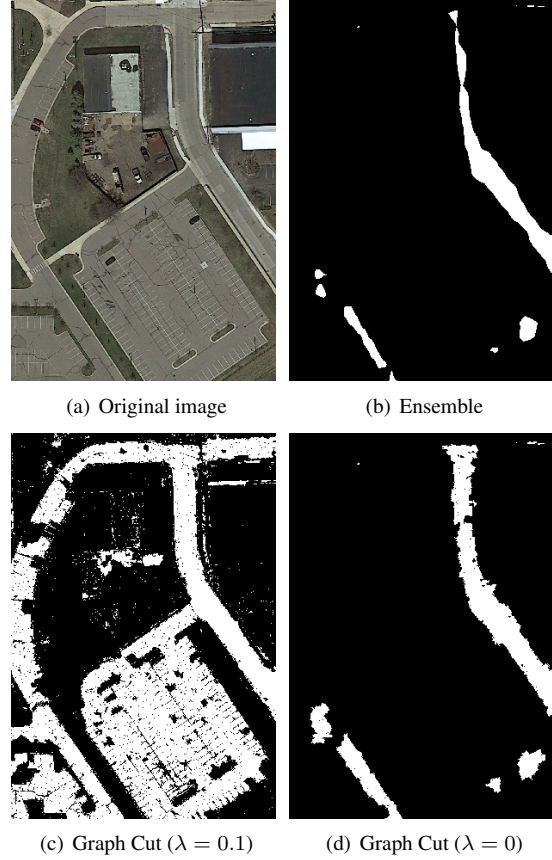 (a) Original image
(b) Ensemble
(c) Graph Cut (λ = 0.1)
(d) Graph Cut (λ = 0)